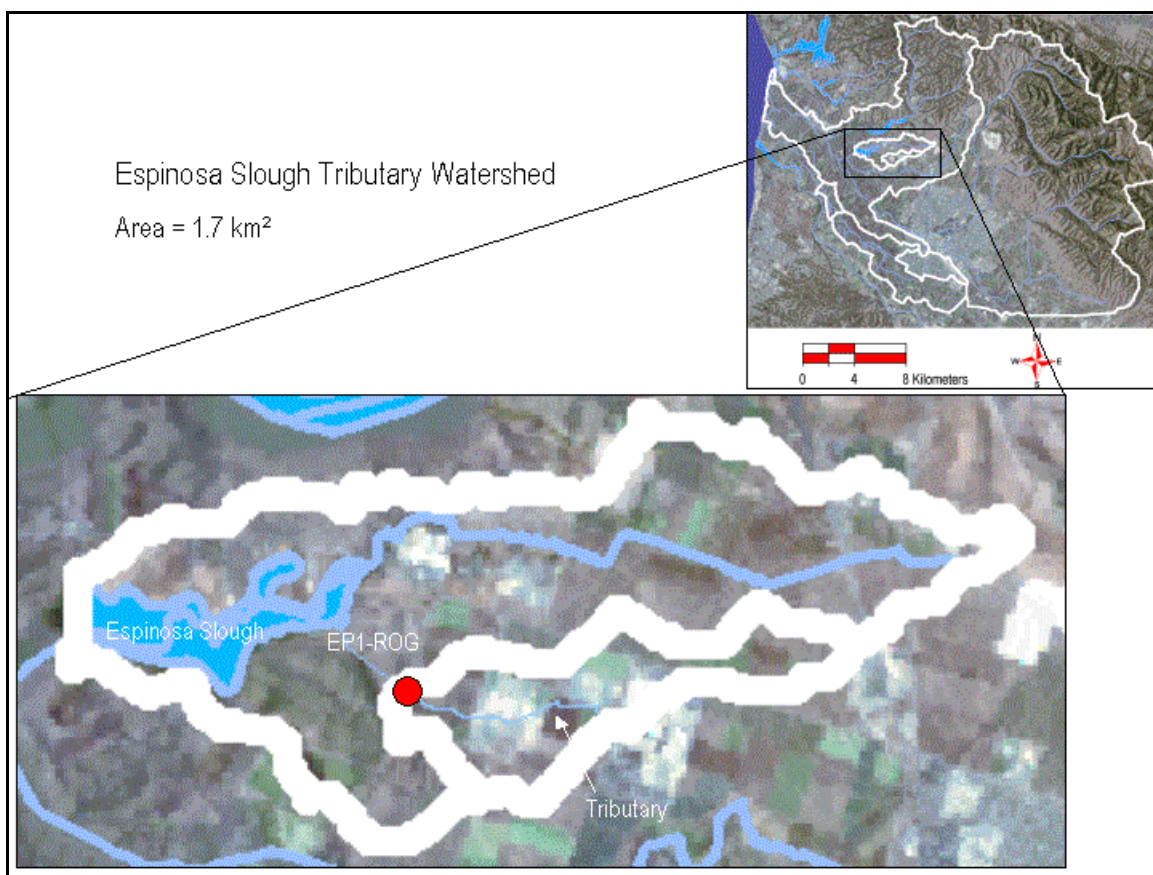 Espinosa Slough Tributary Watershed
Area = 1.7 km²
0 4 8 Kilometers
N
W E
S
Espinosa Slough
EP1-ROG
Tributary